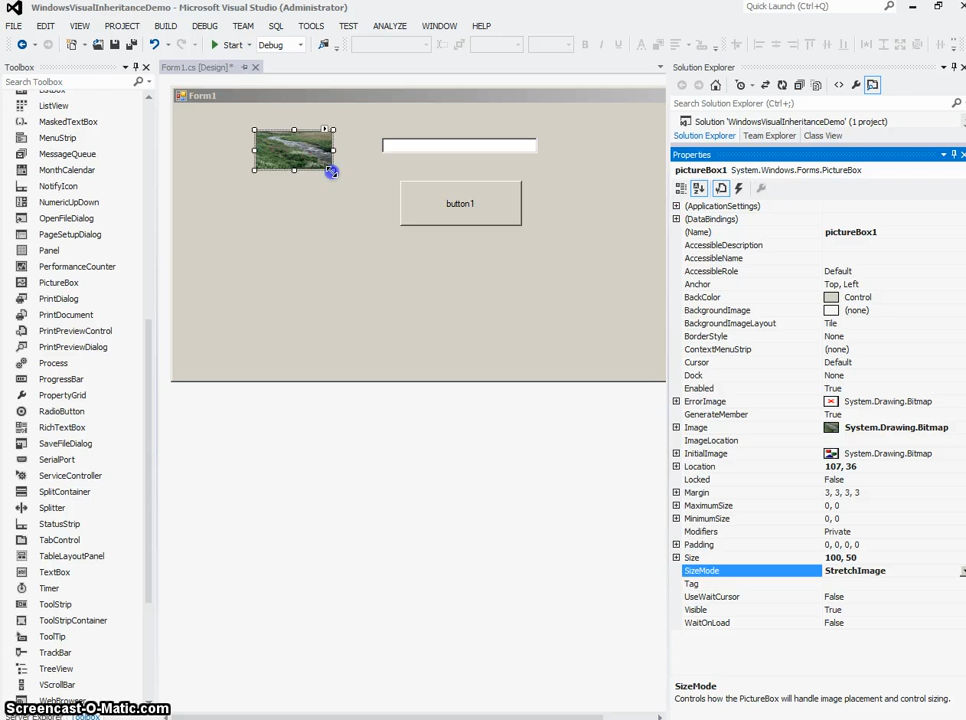 WindowsVisualInheritanceDemo - Microsoft Visual Studio (Administrator)
Quick Launch (Ctrl+Q)
FILE EDIT VIEW PROJECT BUILD DEBUG TEAM SQL TOOLS TEST ANALYZE WINDOW HELP
Start Debug
Toolbox
Search Toolbox
ListView
MaskedTextBox
MenuStrip
MessageQueue
MonthCalendar
NotifyIcon
NumericUpDown
OpenFileDialog
PageSetupDialog
Panel
PerformanceCounter
PictureBox
PrintDialog
PrintDocument
PrintPreviewControl
PrintPreviewDialog
Process
ProgressBar
PropertyGrid
RadioButton
RichTextBox
SaveFileDialog
SerialPort
ServiceController
SplitContainer
Splitter
StatusStrip
TabControl
TableLayoutPanel
TextBox
Timer
ToolStrip
ToolStripContainer
ToolTip
TrackBar
TreeView
VScrollBar
Screencast-O-Matic.com
Toolbox
Form1.cs [Design]*
Form1
button1
Solution Explorer
Search Solution Explorer (Ctrl+;)
Solution 'WindowsVisualInheritanceDemo' (1 project)
Solution Explorer Team Explorer Class View
Properties
pictureBox1 System.Windows.Forms.PictureBox
(ApplicationSettings)
(DataBindings)
(Name) pictureBox1
AccessibleDescription
AccessibleName
AccessibleRole Default
Anchor Top, Left
BackColor Control
BackgroundImage (none)
BackgroundImageLayout Tile
BorderStyle None
ContextMenuStrip (none)
Cursor Default
Dock None
Enabled True
ErrorImage System.Drawing.Bitmap
GenerateMember True
Image System.Drawing.Bitmap
ImageLocation
InitialImage System.Drawing.Bitmap
Location 107, 36
Locked False
Margin 3, 3, 3, 3
MaximumSize 0, 0
MinimumSize 0, 0
Modifiers Private
Padding 0, 0, 0, 0
Size 100, 50
SizeMode StretchImage
Tag
UseWaitCursor False
Visible True
WaitOnLoad False
SizeMode
Controls how the PictureBox will handle image placement and control sizing.